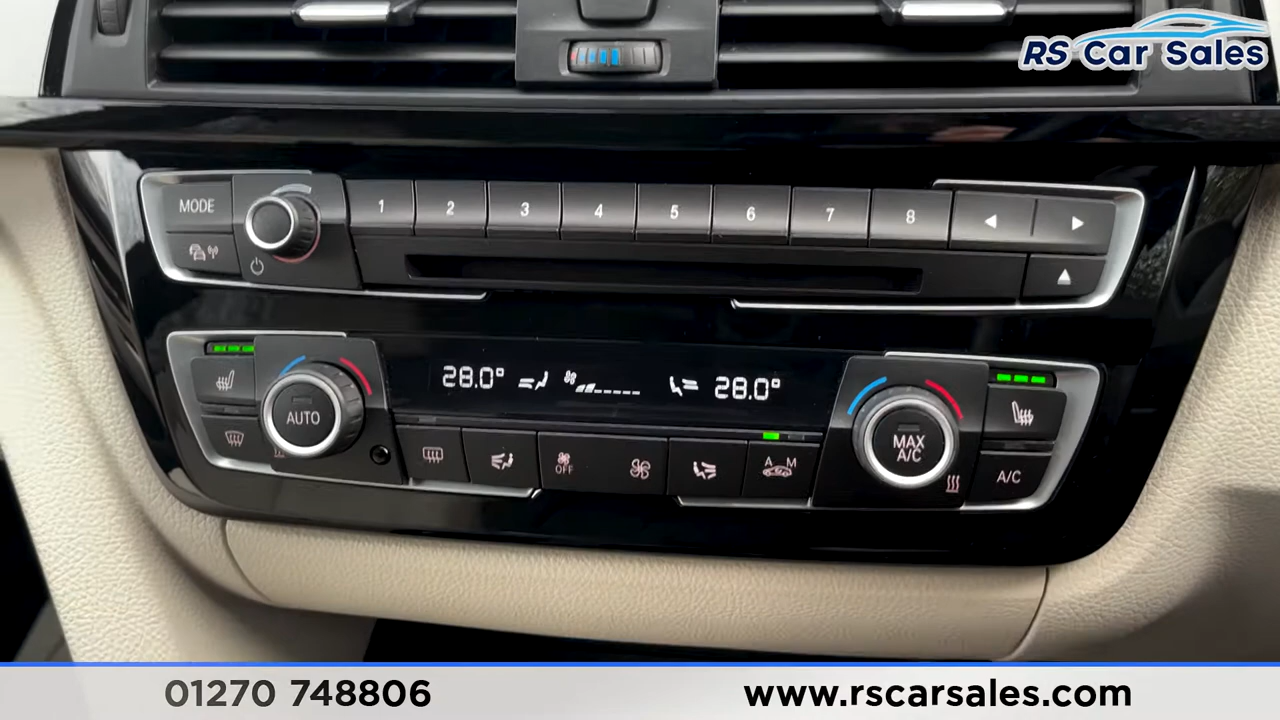 RS Car Sales
MODE 1 2 3 4 5 6 7 8
28.0° 28.0°
AUTO
MAX
A/C
OFF
A M
A/C
01270 748806
www.rscarsales.com